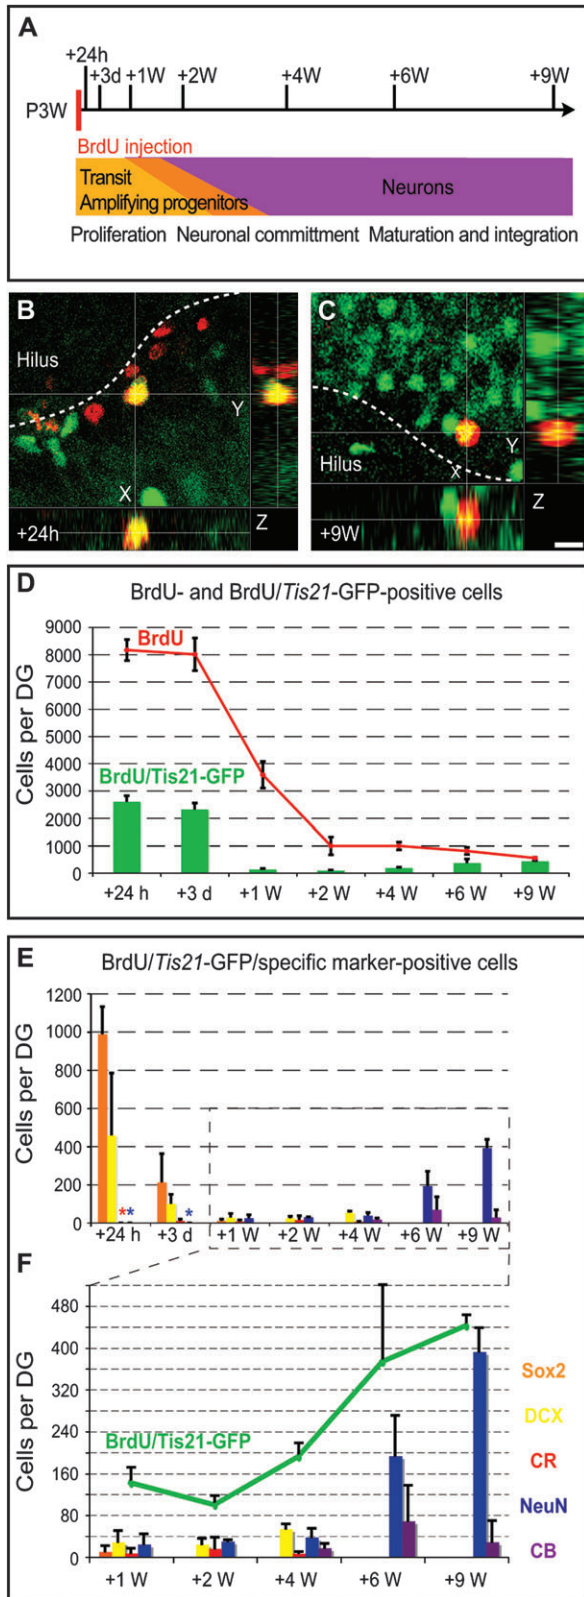 A
+24h
+3d +1W +2W +4W +6W +9W
P3W
BrdU injection
Transit
Amplifying progenitors
Neurons
Proliferation Neuronal committment Maturation and integration
B
Hilus
Y
X
Z
+24h
C
Hilus
Y
X
Z
+9W
D
BrdU- and BrdU/Tis21-GFP-positive cells
Cells per DG
9000
8000
7000
6000
5000
4000
3000
2000
1000
0
BrdU
BrdU/Tis21-GFP
+24 h +3 d +1 W +2 W +4 W +6 W +9 W
E
BrdU/Tis21-GFP/specific marker-positive cells
Cells per DG
1200
1000
800
600
400
200
0
**
*
+24 h +3 d +1 W +2 W +4 W +6 W +9 W
F
Cells per DG
480
400
320
240
160
80
0
BrdU/Tis21-GFP
+1 W +2 W +4 W +6 W +9 W
Sox2
DCX
CR
NeuN
CB